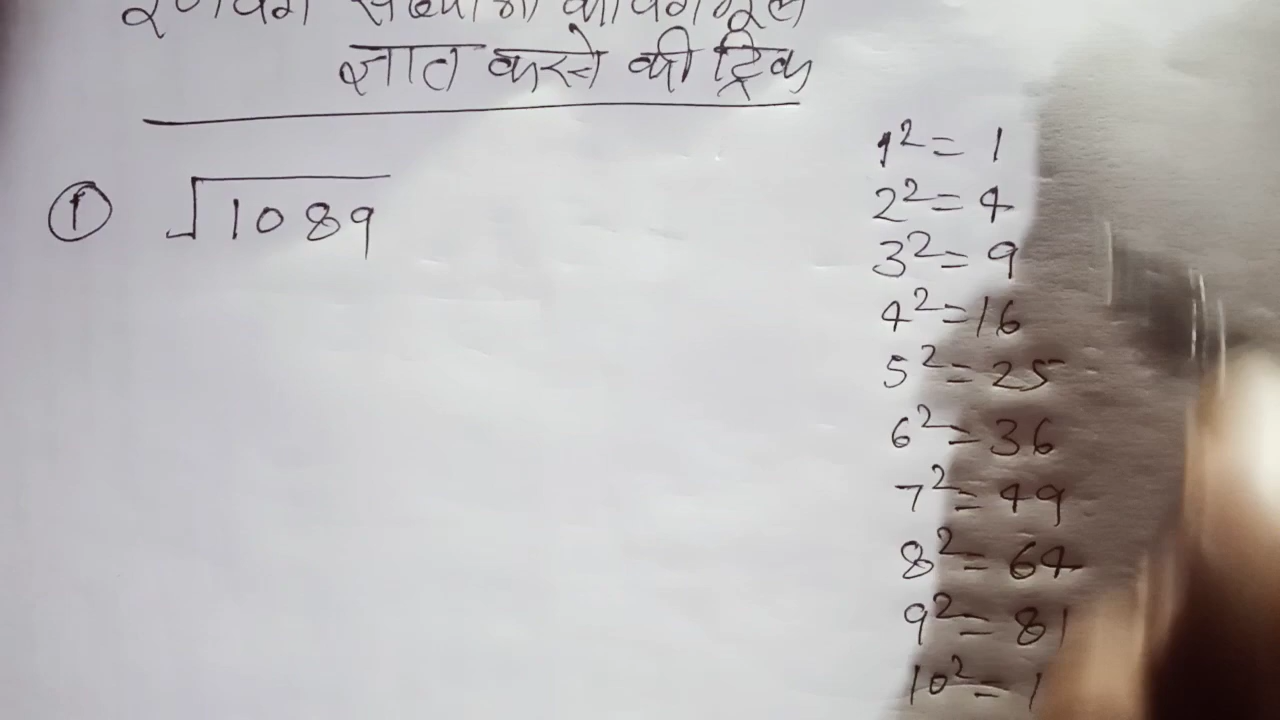 ज्ञात करने की ट्रिक
① √1089
1² = 1
2² = 4
3² = 9
4² = 16
5² = 25
6² = 36
7² = 49
8² = 64
9² = 81
10² = 1